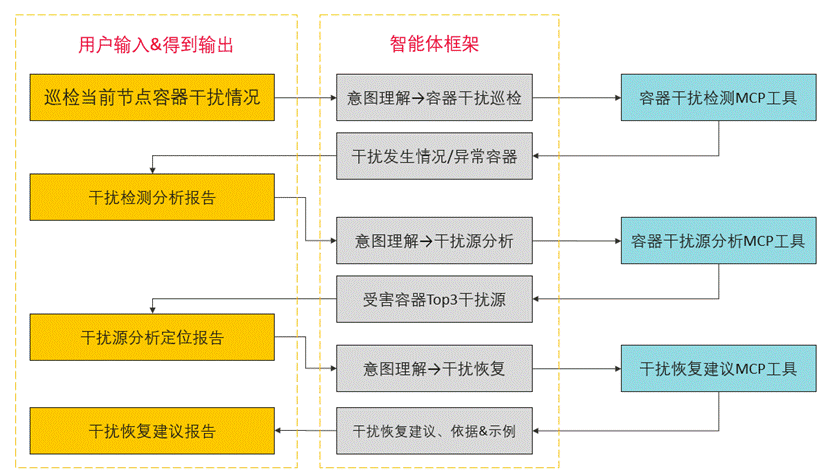 用户输入&得到输出
智能体框架
巡检当前节点容器干扰情况
意图理解→容器干扰巡检
容器干扰检测MCP工具
干扰发生情况/异常容器
干扰检测分析报告
意图理解→干扰源分析
容器干扰源分析MCP工具
受害容器Top3干扰源
干扰源分析定位报告
意图理解→干扰恢复
干扰恢复建议MCP工具
干扰恢复建议报告
干扰恢复建议、依据&示例